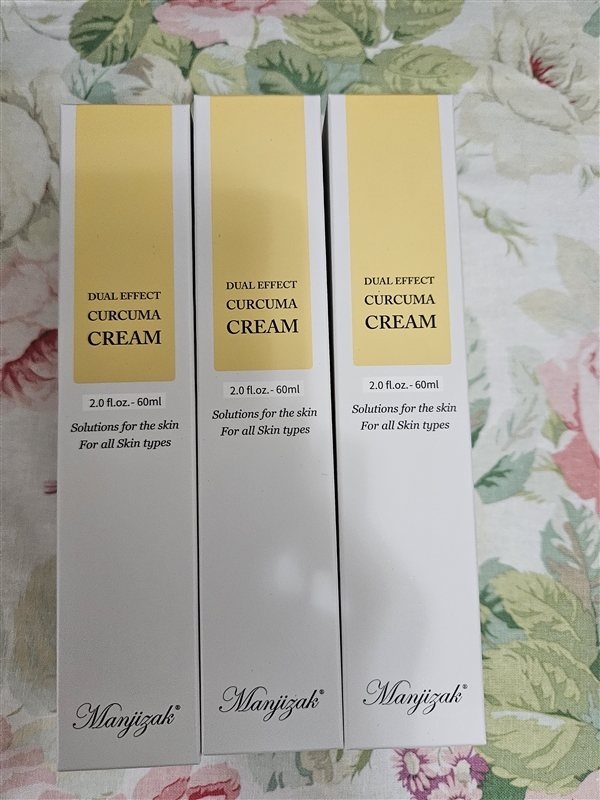 DUAL EFFECT
CURCUMA
CREAM
2.0 fl.oz.- 60ml
Solutions for the skin
For all Skin types
Manjizak®
DUAL EFFECT
CURCUMA
CREAM
2.0 fl.oz.- 60ml
Solutions for the skin
For all Skin types
Manjizak®
DUAL EFFECT
CURCUMA
CREAM
2.0 fl.oz.- 60ml
Solutions for the skin
For all Skin types
Manjizak®